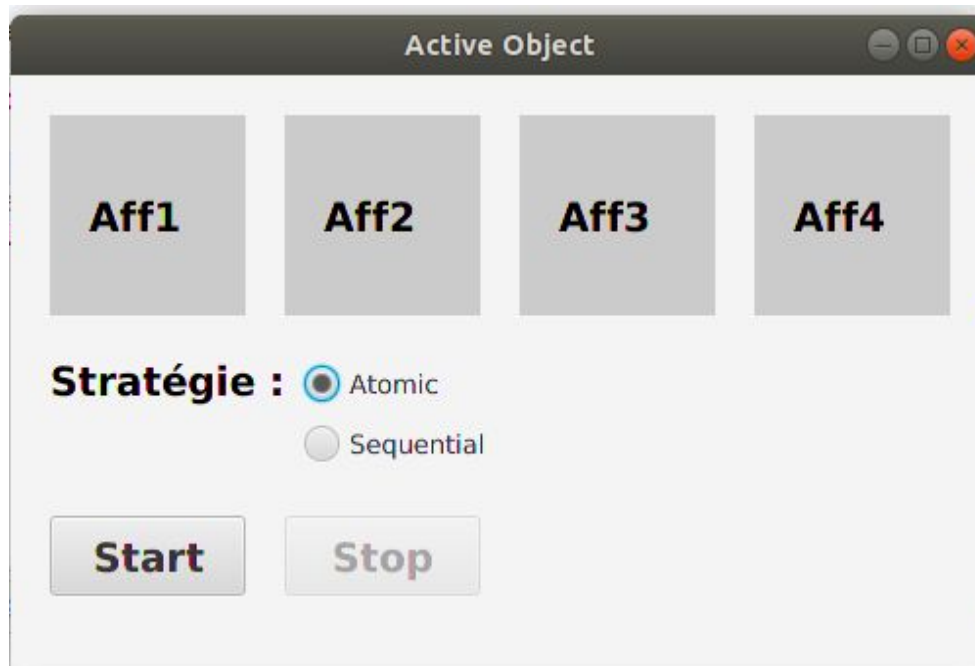 Active Object
Aff1 Aff2 Aff3 Aff4
Stratégie : Atomic
Sequential
Start Stop